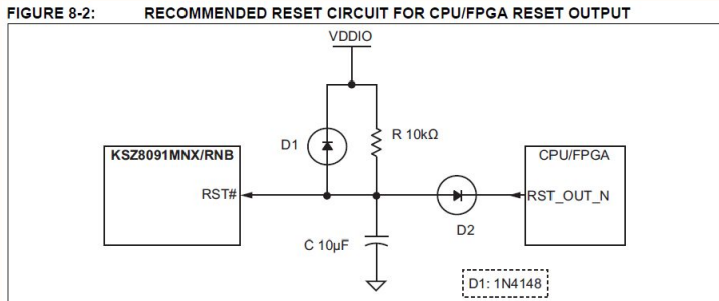 FIGURE 8-2: RECOMMENDED RESET CIRCUIT FOR CPU/FPGA RESET OUTPUT
VDDIO
D1
R 10kΩ
KSZ8091MNX/RNB
CPU/FPGA
RST#
RST_OUT_N
D2
C 10µF
D1: 1N4148